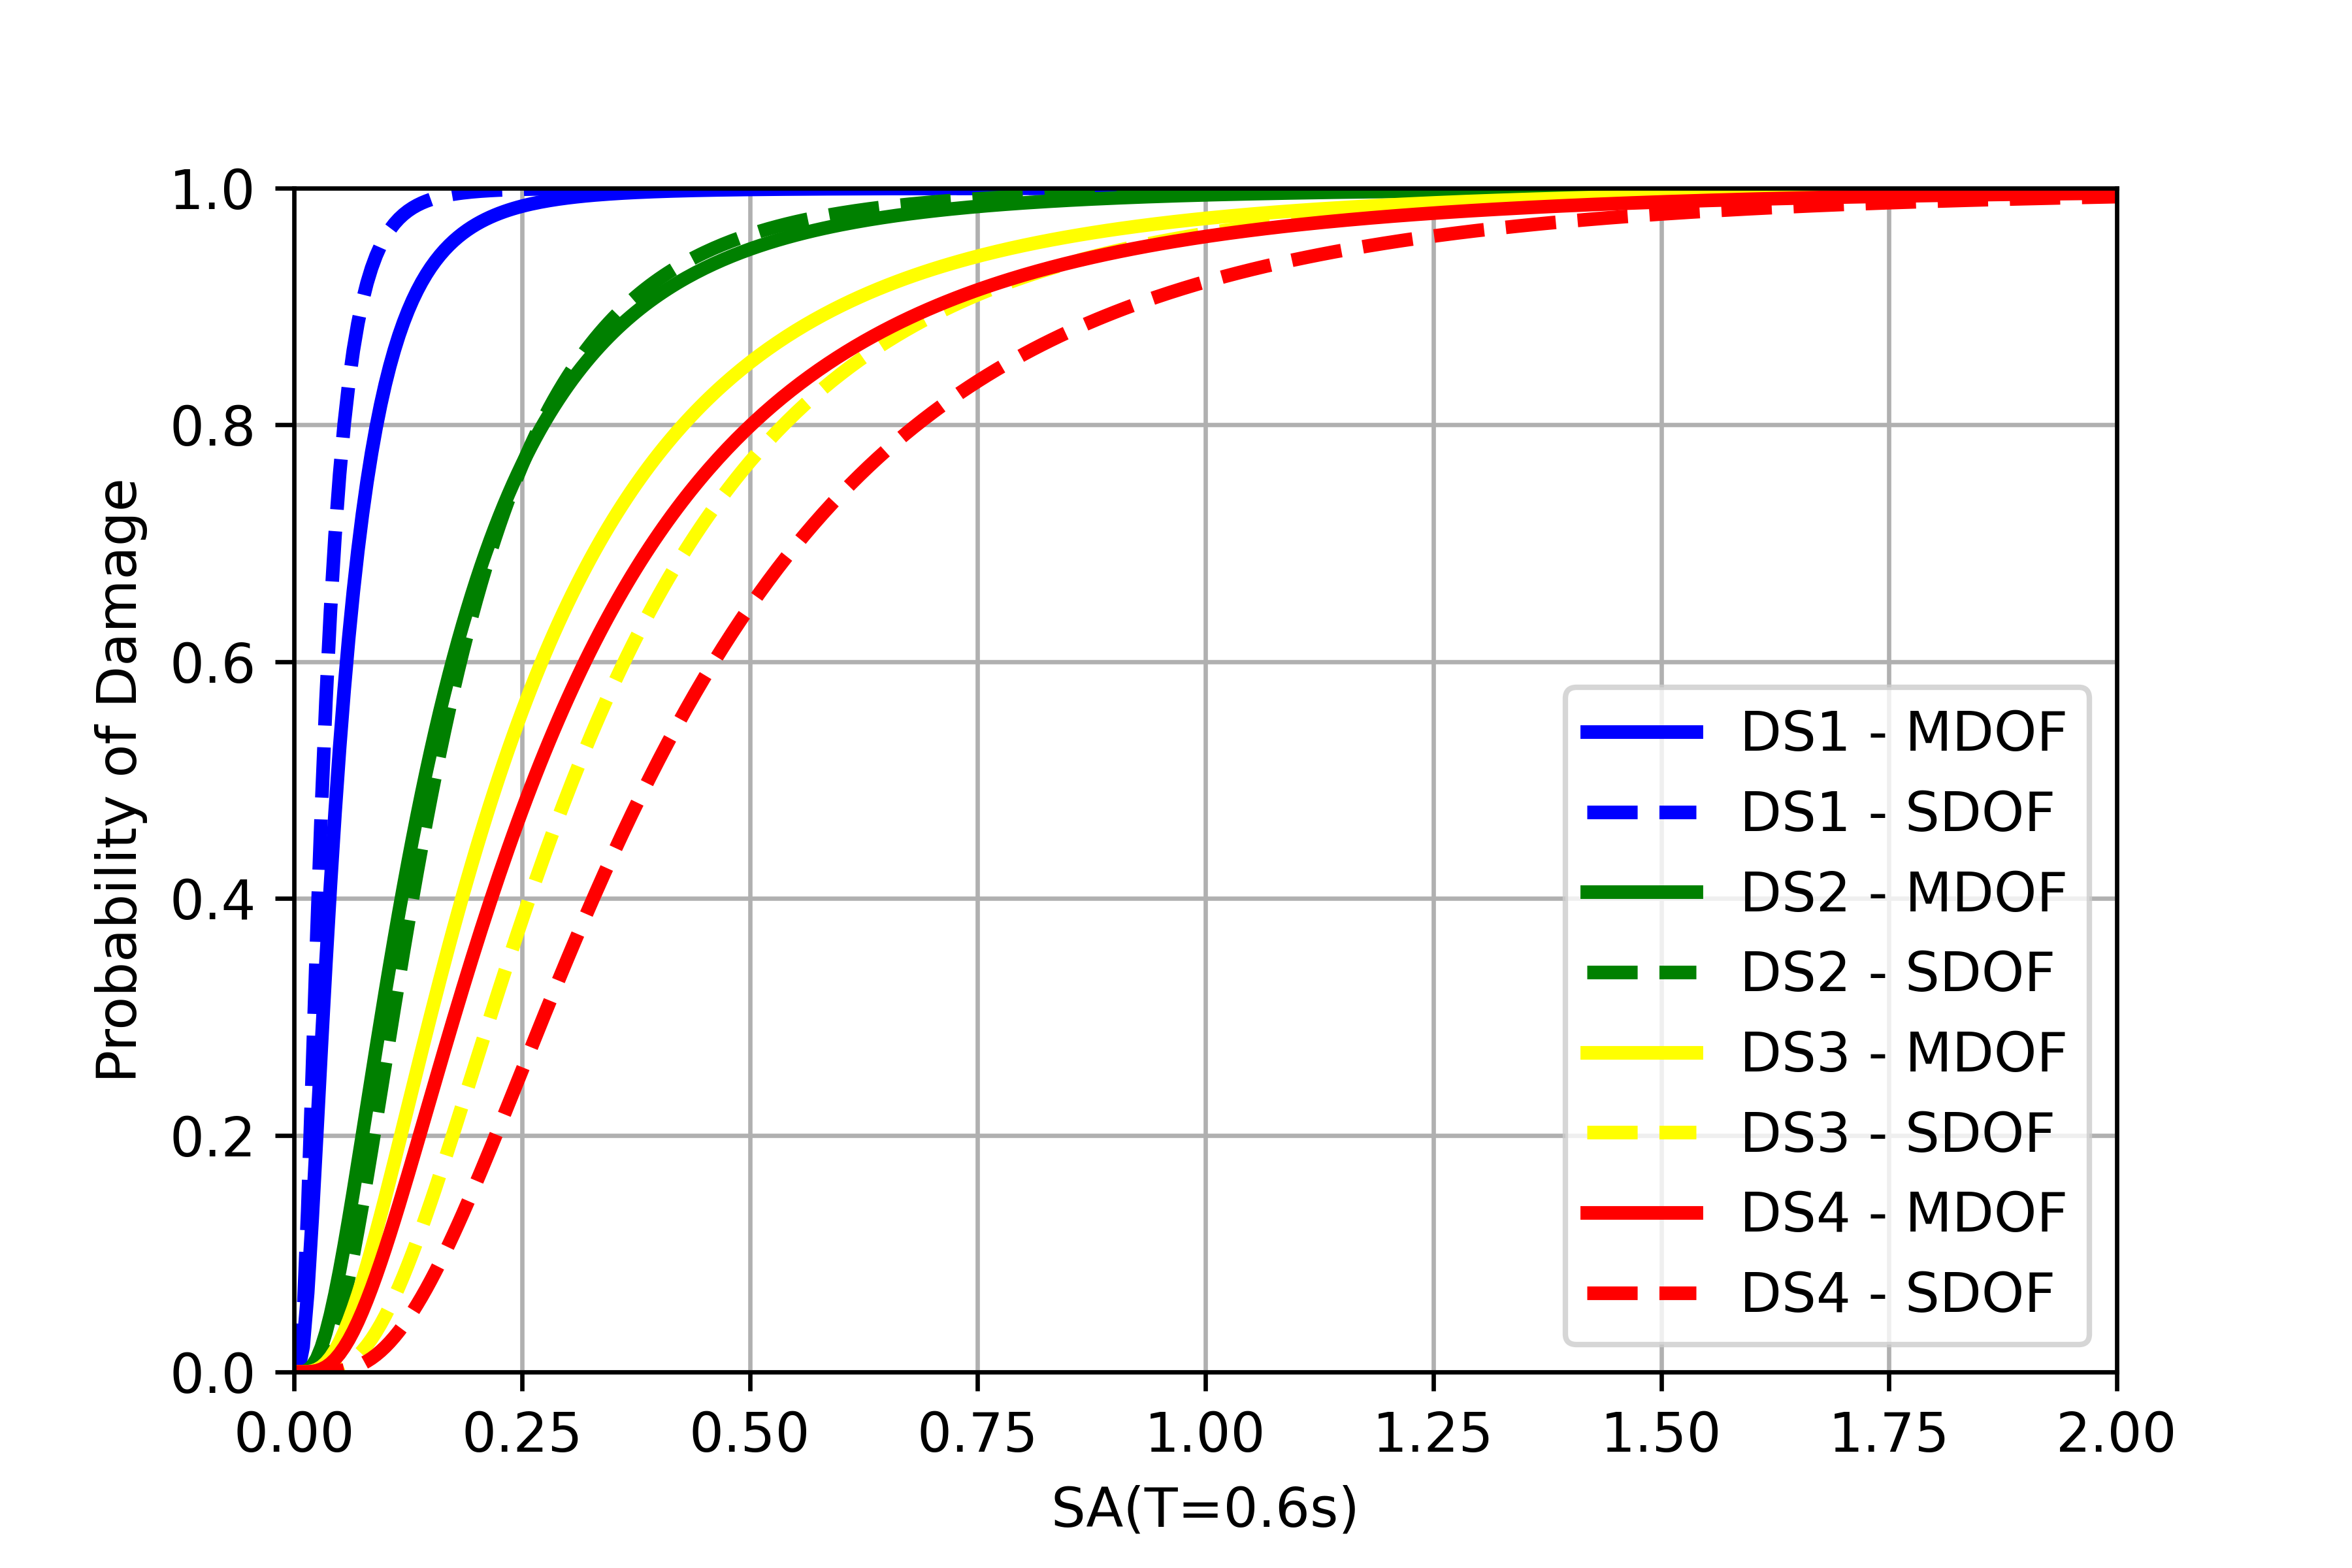 1.0
0.8
0.6
0.4
0.2
0.0
Probability of Damage
0.00 0.25 0.50 0.75 1.00 1.25 1.50 1.75 2.00
SA(T=0.6s)
DS1 - MDOF
DS1 - SDOF
DS2 - MDOF
DS2 - SDOF
DS3 - MDOF
DS3 - SDOF
DS4 - MDOF
DS4 - SDOF